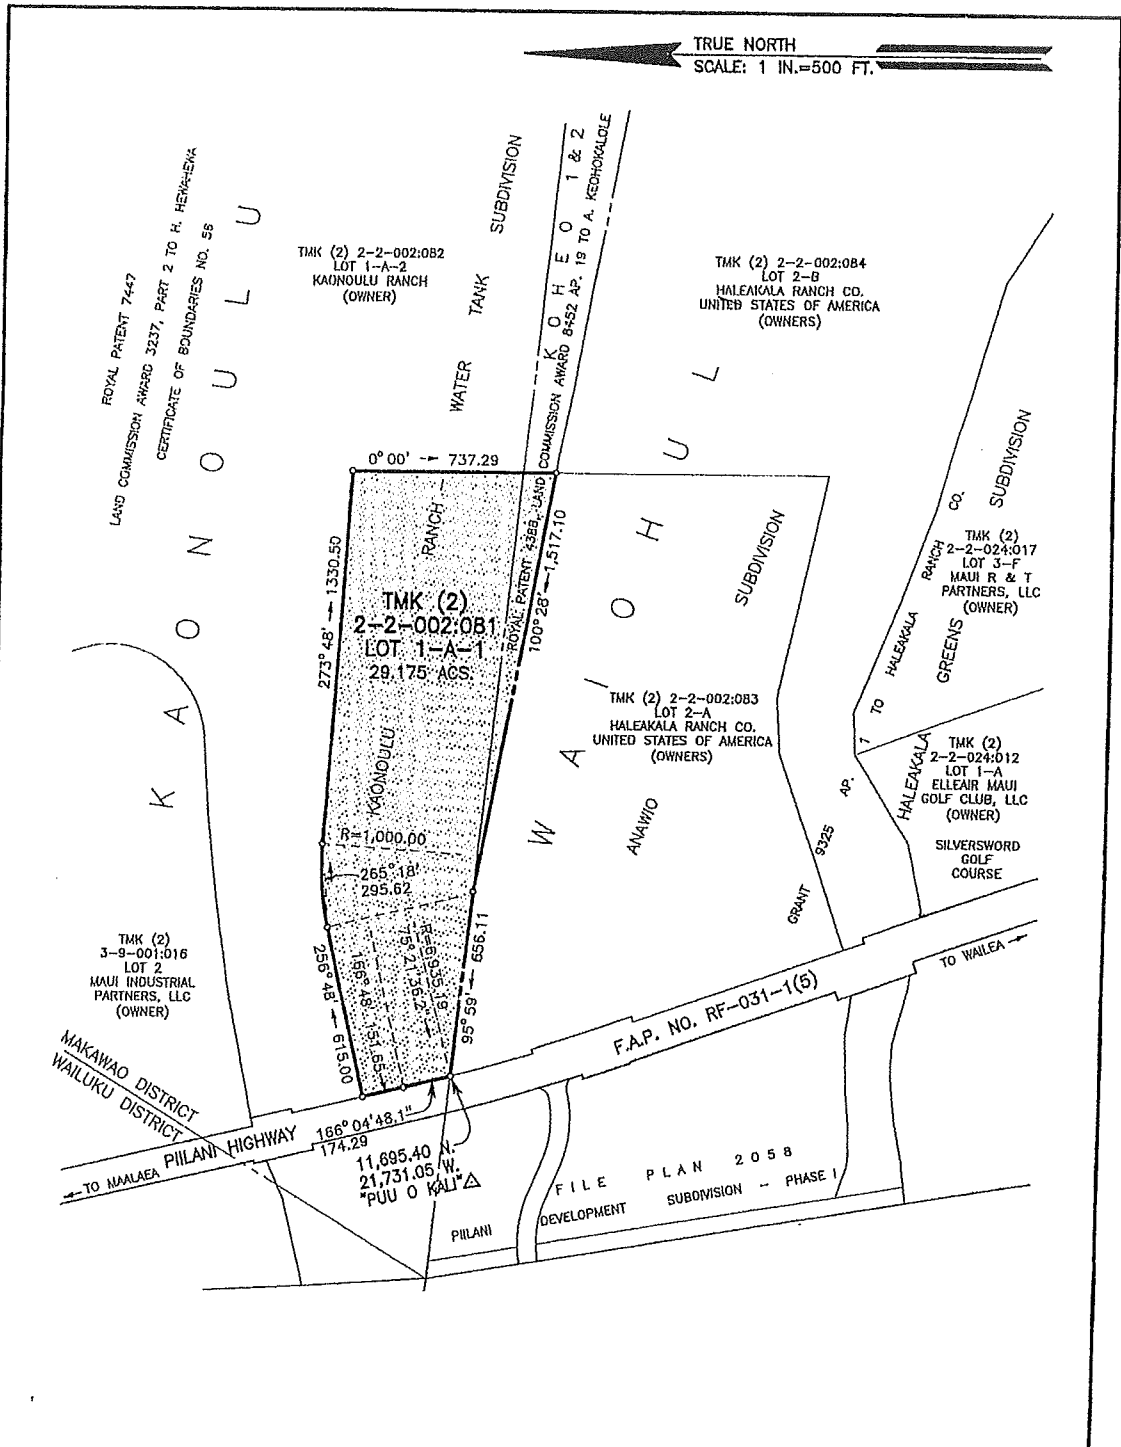 TRUE NORTH
SCALE: 1 IN.=500 FT.
ROYAL PATENT 7447
LAND COMMISSION AWARD 3237, PART 2 TO H. HEWAHEWA
CERTIFICATE OF BOUNDARIES NO. 56
KAONOULU
TMK (2) 2-2-002:082
LOT 1-A-2
KAONOULU RANCH
(OWNER)
KAONOULU RANCH WATER TANK SUBDIVISION
KOHEO 1 & 2
ROYAL PATENT 4388, LAND COMMISSION AWARD 8452 AP. 19 TO A. KEOHOKALOLE
TMK (2) 2-2-002:084
LOT 2-B
HALEAKALA RANCH CO.
UNITED STATES OF AMERICA
(OWNERS)
WAIOHULI
0° 00' 737.29
273° 48' 1330.50
TMK (2)
2-2-002:081
LOT 1-A-1
29.175 ACS.
100° 28' 1,517.10
R=1,000.00
265° 18'
295.62
256° 48' 615.00
166° 48' 151.65
75° 21'36.2"
R=6935.19
95° 59' 656.11
TMK (2) 2-2-002:083
LOT 2-A
HALEAKALA RANCH CO.
UNITED STATES OF AMERICA
(OWNERS)
ANAWIO SUBDIVISION
GRANT 9325 AP. 1 TO HALEAKALA RANCH CO.
HALEAKALA GREENS SUBDIVISION
TMK (2)
2-2-024:017
LOT 3-F
MAUI R & T
PARTNERS, LLC
(OWNER)
TMK (2)
2-2-024:012
LOT 1-A
ELLEAIR MAUI
GOLF CLUB, LLC
(OWNER)
SILVERSWORD
GOLF
COURSE
TMK (2)
3-9-001:016
LOT 2
MAUI INDUSTRIAL
PARTNERS, LLC
(OWNER)
MAKAWAO DISTRICT
WAILUKU DISTRICT
TO MAALAEA
PIILANI HIGHWAY
F.A.P. NO. RF-031-1(5)
TO WAILEA
166° 04'48.1"
174.29
11,695.40 N.
21,731.05 W.
"PUU O KALI"
FILE PLAN 2058
PIILANI DEVELOPMENT SUBDIVISION - PHASE I